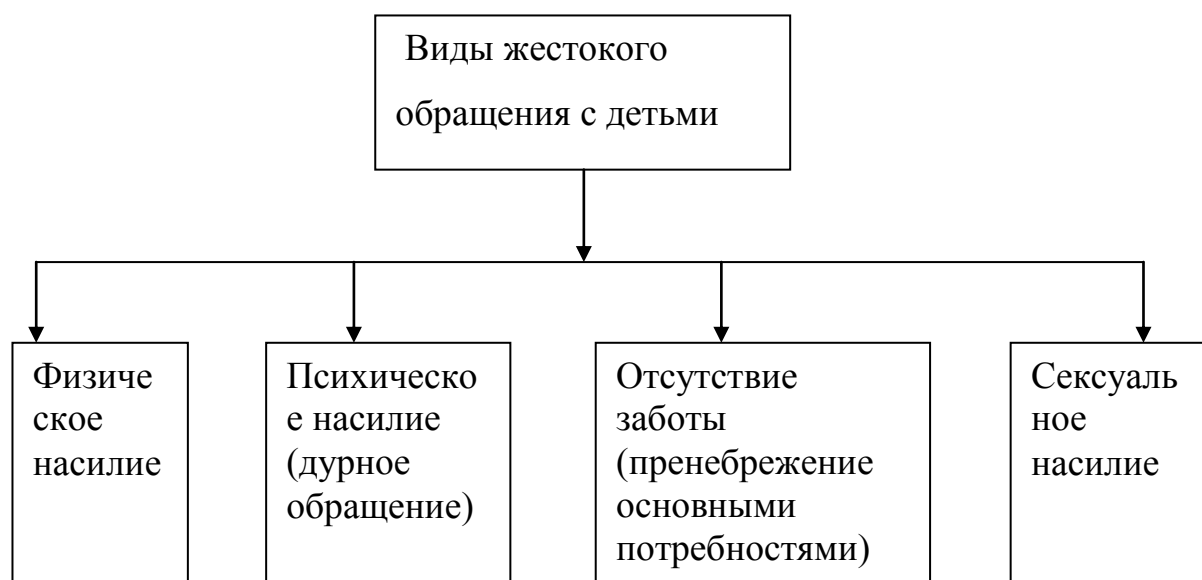 Виды жестокого
обращения с детьми
Физиче
ское
насилие
Психическо
е насилие
(дурное
обращение)
Отсутствие
заботы
(пренебрежение
основными
потребностями)
Сексуаль
ное
насилие